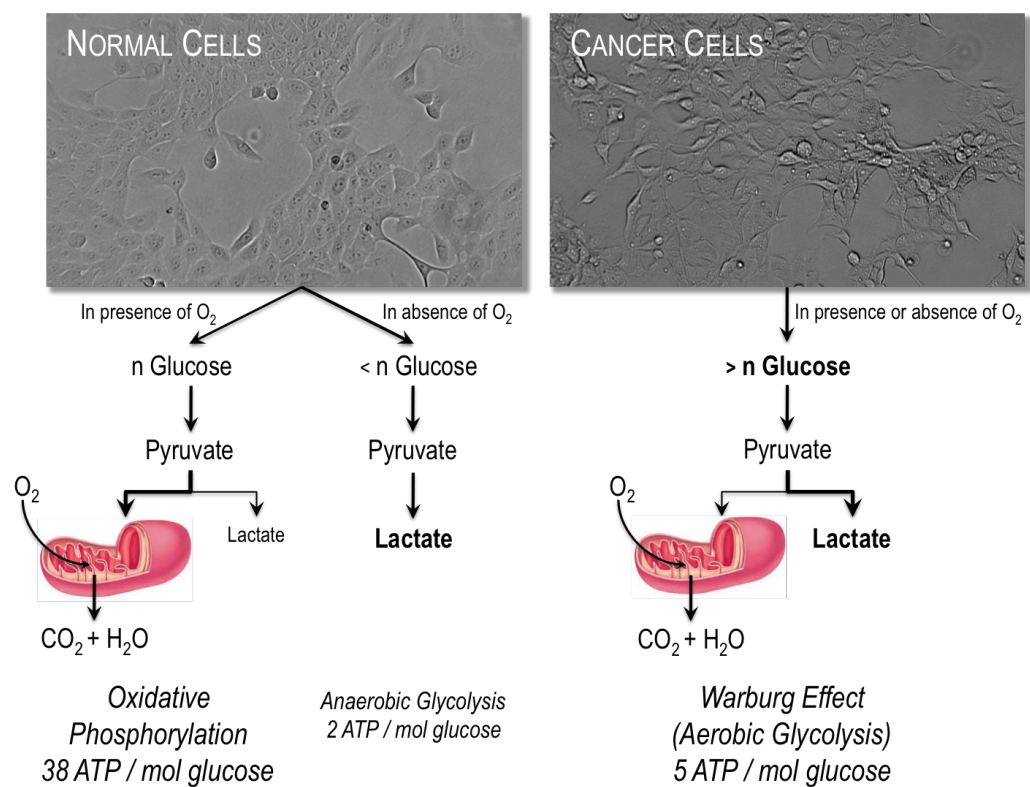 NORMAL CELLS
In presence of O₂
In absence of O₂
n Glucose
< n Glucose
Pyruvate
Pyruvate
O₂
Lactate
Lactate
CO₂ + H₂O
Oxidative
Phosphorylation
38 ATP / mol glucose
Anaerobic Glycolysis
2 ATP / mol glucose
CANCER CELLS
In presence or absence of O₂
> n Glucose
Pyruvate
O₂
Lactate
CO₂ + H₂O
Warburg Effect
(Aerobic Glycolysis)
5 ATP / mol glucose